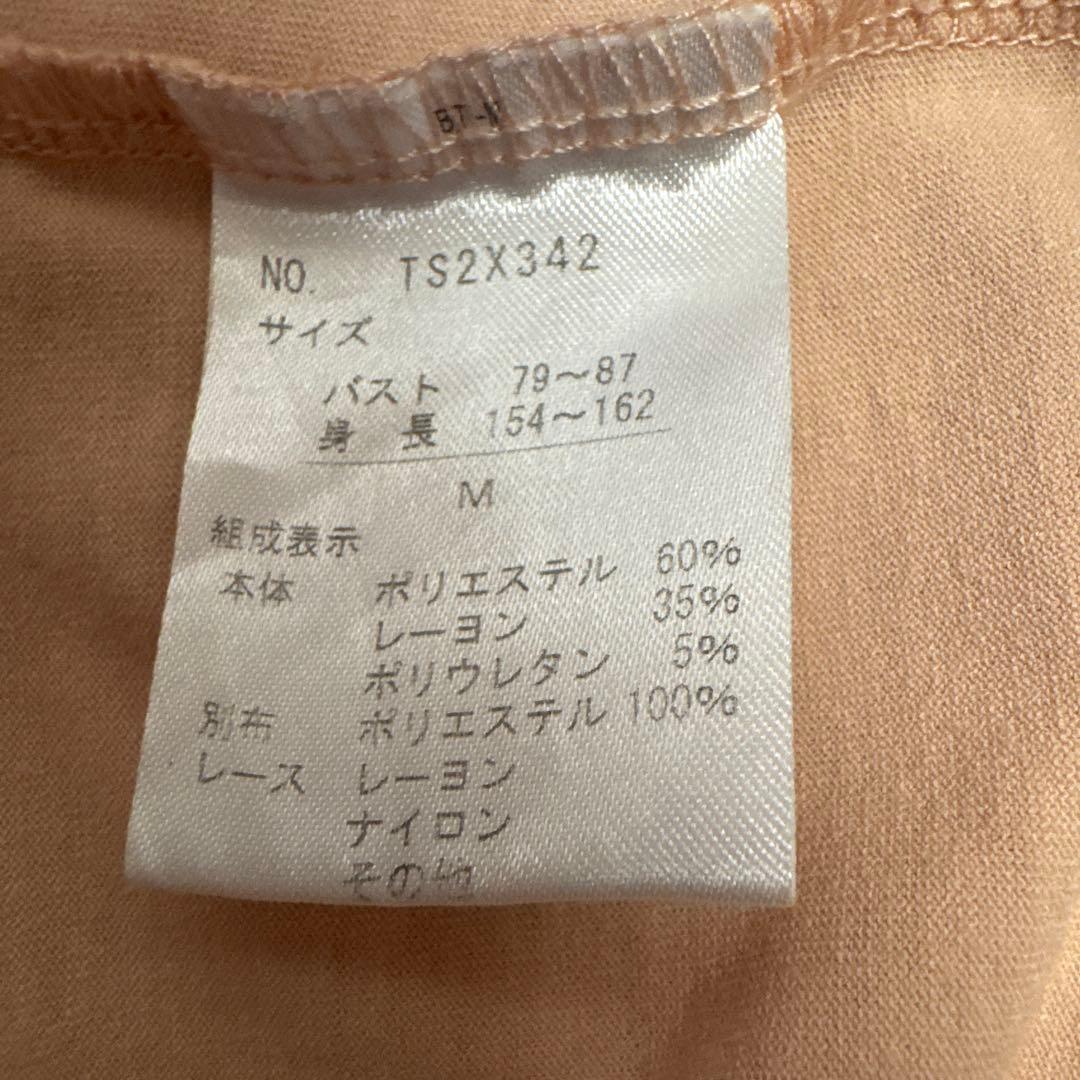 NO. TS2X342
サイズ
バスト 79～87
身 長 154～162
M
組成表示
本体 ポリエステル 60%
レーヨン 35%
ポリウレタン 5%
別布 ポリエステル 100%
レース レーヨン
ナイロン
その他